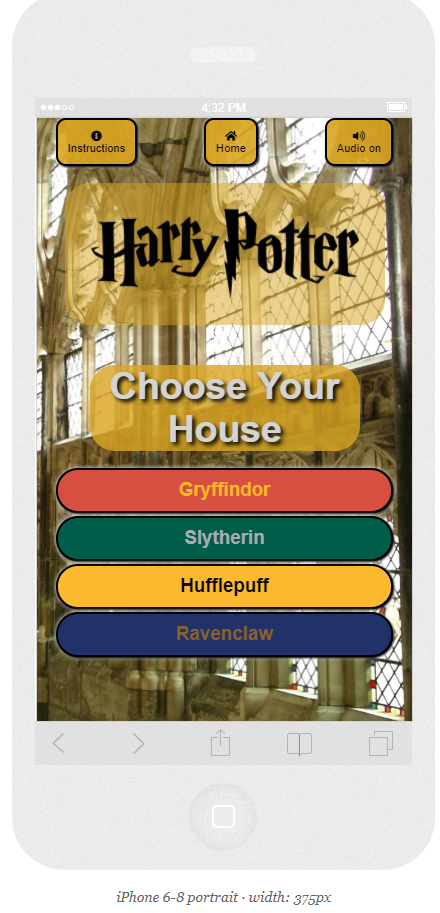 4:32 PM
Instructions
Home
Audio on
Harry Potter
Choose Your
House
Gryffindor
Slytherin
Hufflepuff
Ravenclaw
iPhone 6-8 portrait · width: 375px